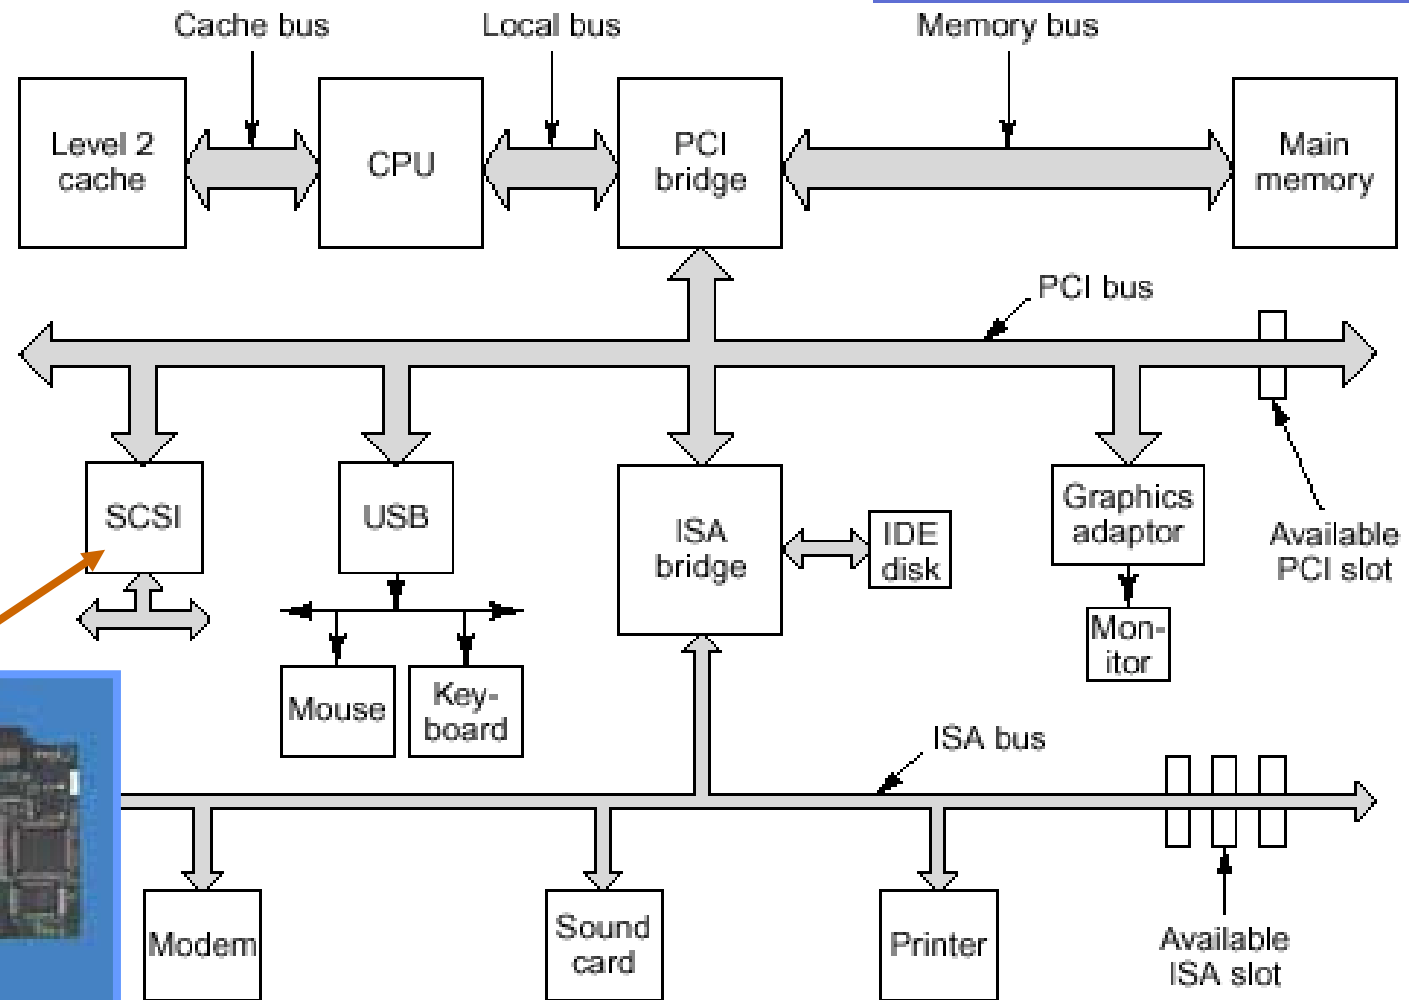 Cache bus
Local bus
Memory bus
Level 2
cache
CPU
PCI
bridge
Main
memory
PCI bus
SCSI
USB
ISA
bridge
IDE
disk
Graphics
adaptor
Available
PCI slot
Mon-
itor
Mouse
Key-
board
ISA bus
Modem
Sound
card
Printer
Available
ISA slot